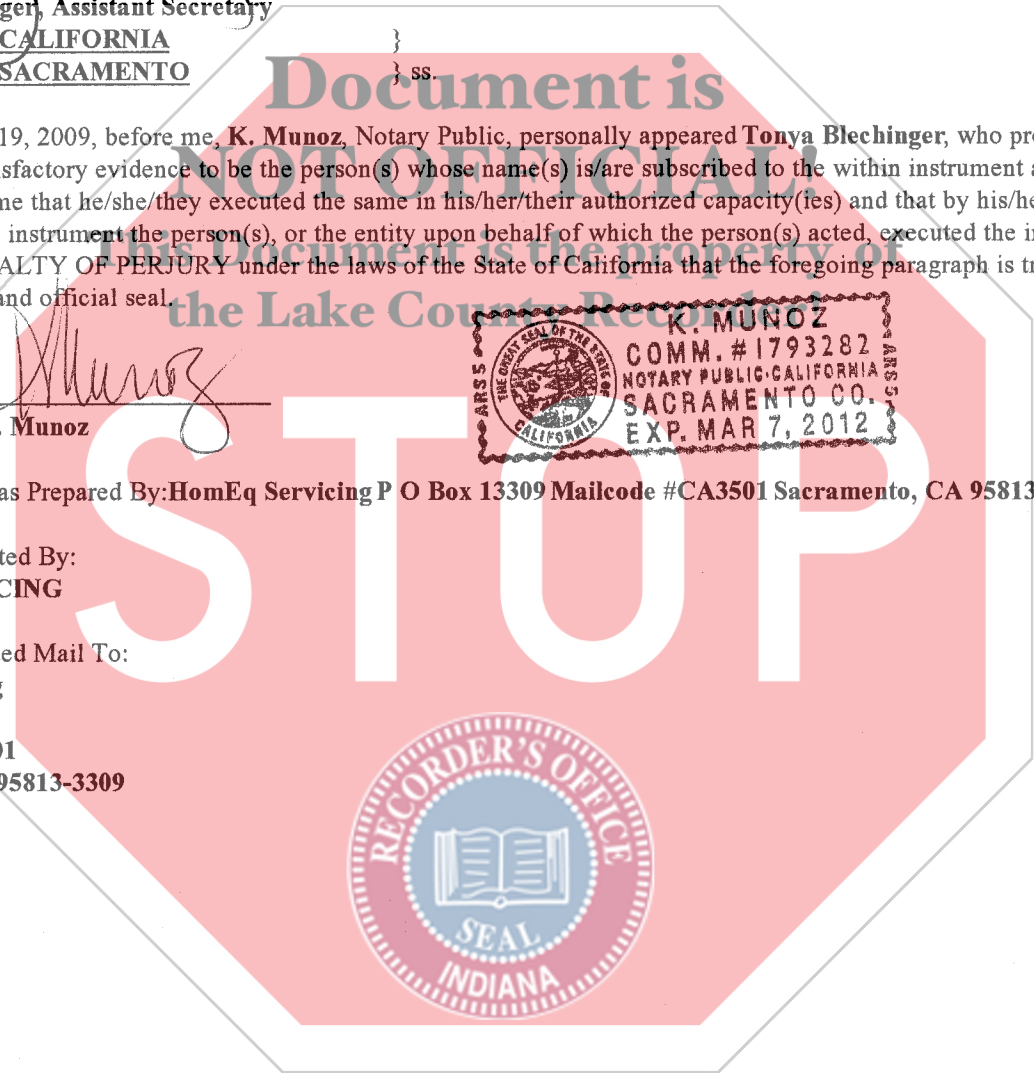 ger, Assistant Secretary
CALIFORNIA }
SACRAMENTO } ss.
Document is
NOT OFFICIAL!
This Document is the property of
the Lake County Recorder!
19, 2009, before me, K. Munoz, Notary Public, personally appeared Tonya Blechinger, who pro
isfactory evidence to be the person(s) whose name(s) is/are subscribed to the within instrument a
me that he/she/they executed the same in his/her/their authorized capacity(ies) and that by his/he
instrument the person(s), or the entity upon behalf of which the person(s) acted, executed the i
ALTY OF PERJURY under the laws of the State of California that the foregoing paragraph is tr
and official seal.
K Munoz
. Munoz
ARS5
THE GREAT SEAL OF THE STATE OF
CALIFORNIA
K. MUNOZ
COMM. #1793282
NOTARY PUBLIC·CALIFORNIA
SACRAMENTO CO.
EXP. MAR 7, 2012
ARS5
STOP
as Prepared By:HomEq Servicing P O Box 13309 Mailcode #CA3501 Sacramento, CA 95813
ted By:
CING
ed Mail To:
g
01
95813-3309
RECORDER'S OFFICE
SEAL
INDIANA